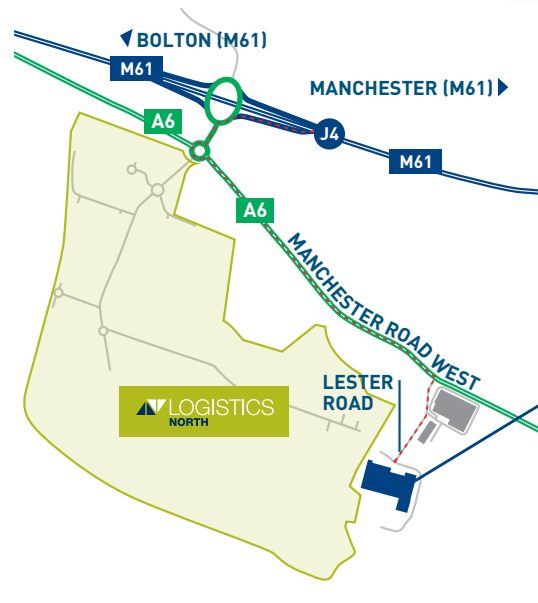 BOLTON (M61)
M61
MANCHESTER (M61)
A6
J4
M61
A6
MANCHESTER ROAD WEST
LESTER
ROAD
LOGISTICS
NORTH